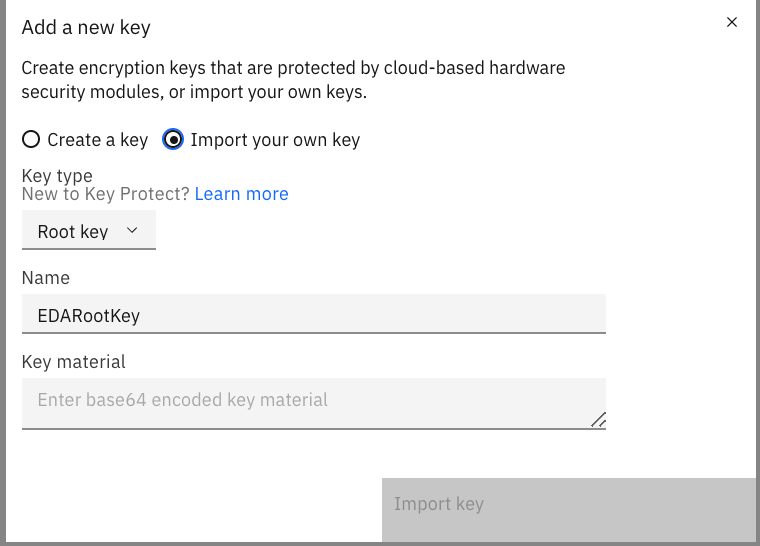 Add a new key
Create encryption keys that are protected by cloud-based hardware
security modules, or import your own keys.
Create a key Import your own key
Key type
New to Key Protect? Learn more
Root key
Name
EDARootKey
Key material
Enter base64 encoded key material
Import key